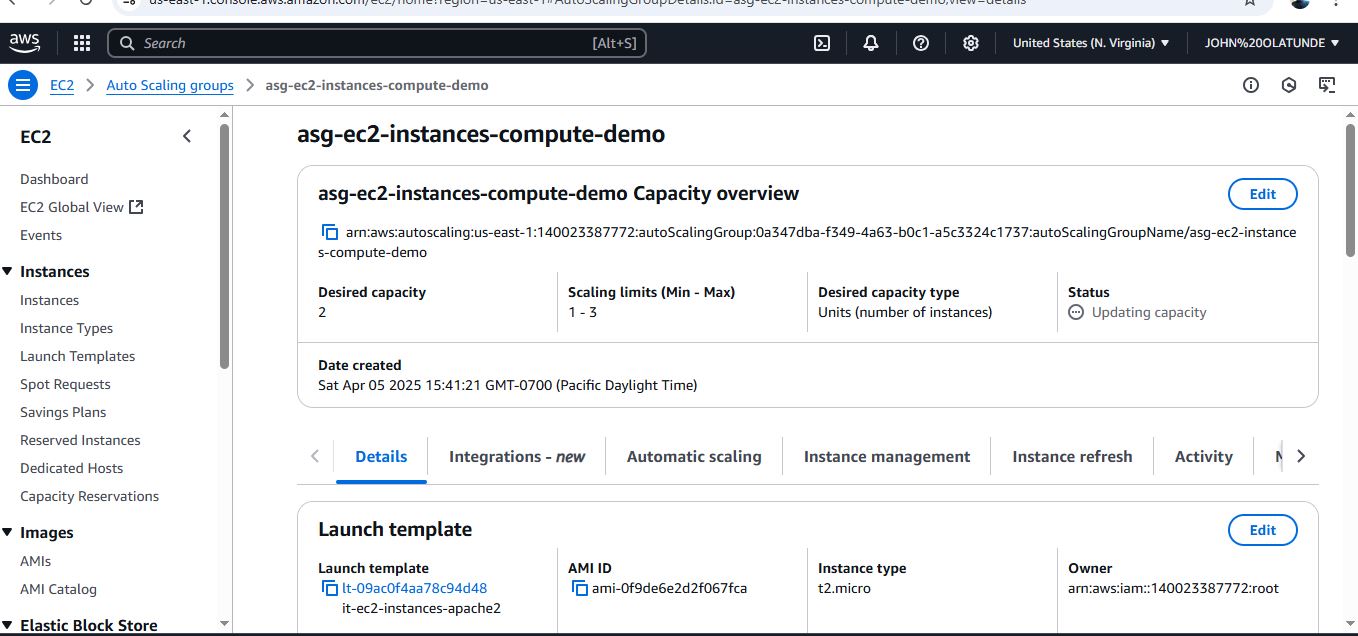 us-east-1.console.aws.amazon.com/ec2/home?region=us-east-1#AutoScalingGroupDetails:id=asg-ec2-instances-compute-demo;view=details
aws
Search
[Alt+S]
United States (N. Virginia)
JOHN%20OLATUNDE
EC2
Auto Scaling groups
asg-ec2-instances-compute-demo
EC2
Dashboard
EC2 Global View
Events
Instances
Instances
Instance Types
Launch Templates
Spot Requests
Savings Plans
Reserved Instances
Dedicated Hosts
Capacity Reservations
Images
AMIs
AMI Catalog
Elastic Block Store
asg-ec2-instances-compute-demo
asg-ec2-instances-compute-demo Capacity overview
Edit
arn:aws:autoscaling:us-east-1:140023387772:autoScalingGroup:0a347dba-f349-4a63-b0c1-a5c3324c1737:autoScalingGroupName/asg-ec2-instance
s-compute-demo
Desired capacity
2
Scaling limits (Min - Max)
1 - 3
Desired capacity type
Units (number of instances)
Status
Updating capacity
Date created
Sat Apr 05 2025 15:41:21 GMT-0700 (Pacific Daylight Time)
Details
Integrations - new
Automatic scaling
Instance management
Instance refresh
Activity
Launch template
Edit
Launch template
lt-09ac0f4aa78c94d48
it-ec2-instances-apache2
AMI ID
ami-0f9de6e2d2f067fca
Instance type
t2.micro
Owner
arn:aws:iam::140023387772:root